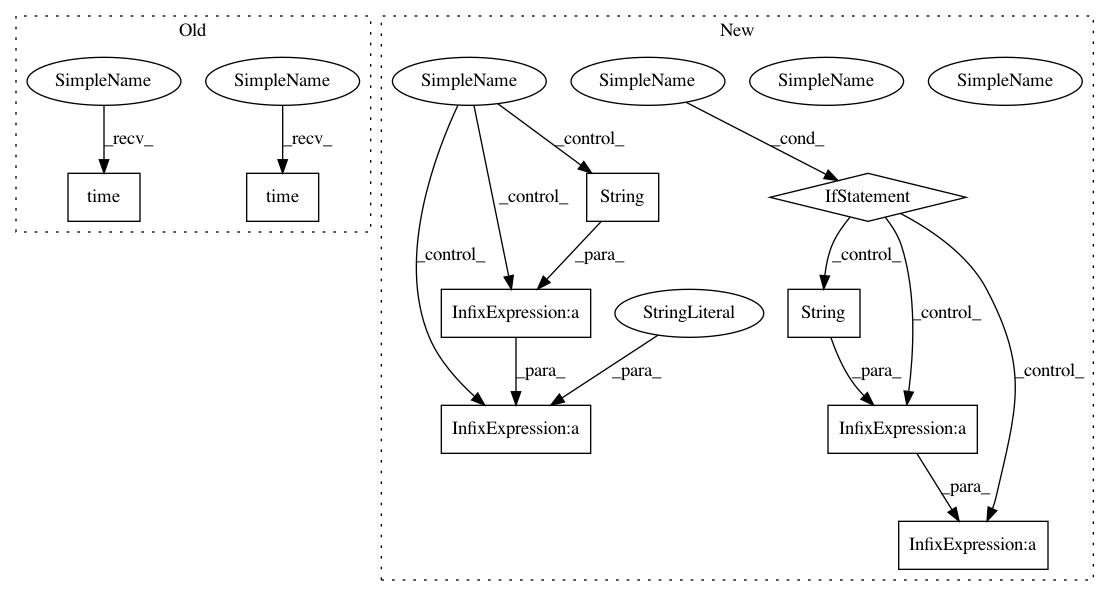 Old
New
SimpleName
SimpleName
SimpleName
SimpleName
SimpleName
SimpleName
_recv_
_recv_
_control_
_cond_
time
time
String
IfStatement
_control_
_control_
_para_
_control_
_control_
InfixExpression:a
StringLiteral
String
_para_
_para_
_para_
_control_
InfixExpression:a
InfixExpression:a
_para_
InfixExpression:a